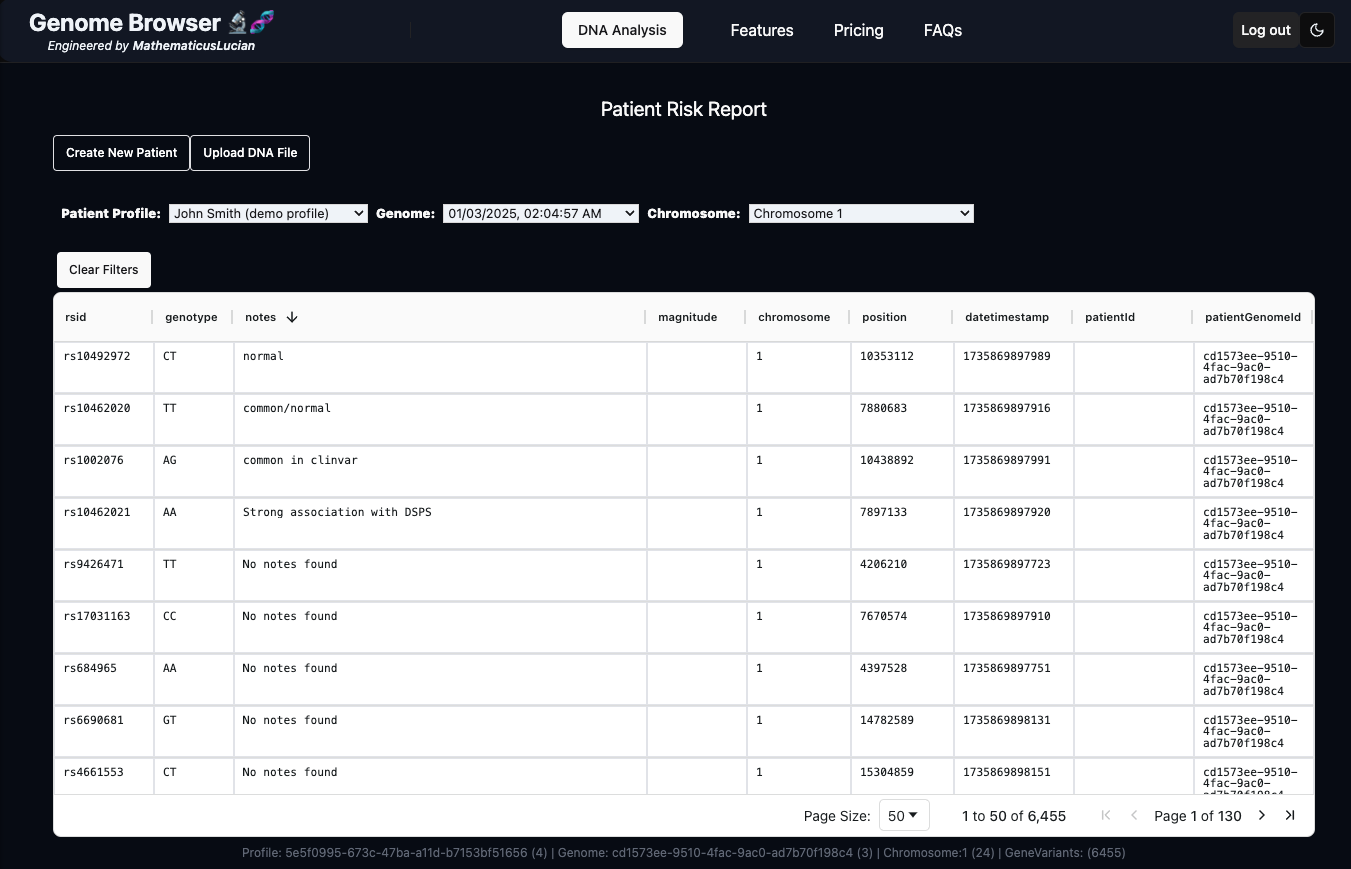 Genome Browser 🔬🧬
Engineered by MathematicusLucian
DNA Analysis Features Pricing FAQs
Log out
Patient Risk Report
Create New Patient Upload DNA File
Patient Profile: John Smith (demo profile) Genome: 01/03/2025, 02:04:57 AM Chromosome: Chromosome 1
Clear Filters
rsid genotype notes magnitude chromosome position datetimestamp patientId patientGenomeId
rs10492972 CT normal 1 10353112 1735869897989 cd1573ee-9510-
4fac-9ac0-
ad7b70f198c4
rs10462020 TT common/normal 1 7880683 1735869897916 cd1573ee-9510-
4fac-9ac0-
ad7b70f198c4
rs1002076 AG common in clinvar 1 10438892 1735869897991 cd1573ee-9510-
4fac-9ac0-
ad7b70f198c4
rs10462021 AA Strong association with DSPS 1 7897133 1735869897920 cd1573ee-9510-
4fac-9ac0-
ad7b70f198c4
rs9426471 TT No notes found 1 4206210 1735869897723 cd1573ee-9510-
4fac-9ac0-
ad7b70f198c4
rs17031163 CC No notes found 1 7670574 1735869897910 cd1573ee-9510-
4fac-9ac0-
ad7b70f198c4
rs684965 AA No notes found 1 4397528 1735869897751 cd1573ee-9510-
4fac-9ac0-
ad7b70f198c4
rs6690681 GT No notes found 1 14782589 1735869898131 cd1573ee-9510-
4fac-9ac0-
ad7b70f198c4
rs4661553 CT No notes found 1 15304859 1735869898151 cd1573ee-9510-
4fac-9ac0-
Page Size: 50 1 to 50 of 6,455 Page 1 of 130
Profile: 5e5f0995-673c-47ba-a11d-b7153bf51656 (4) | Genome: cd1573ee-9510-4fac-9ac0-ad7b70f198c4 (3) | Chromosome:1 (24) | GeneVariants: (6455)